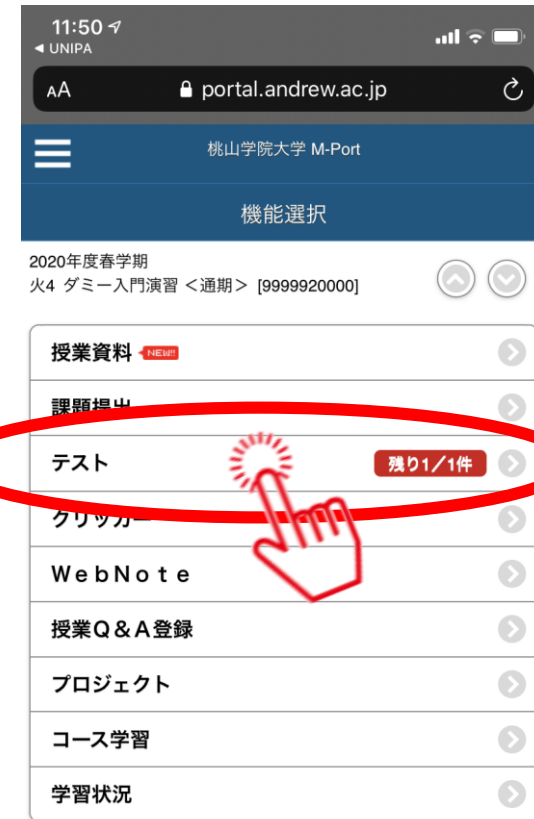 11:50
◀ UNIPA
AA portal.andrew.ac.jp
桃山学院大学 M-Port
機能選択
2020年度春学期
火4 ダミー入門演習 <通期> [9999920000]
授業資料 NEW!!
課題提出
テスト 残り1/1件
クリッカー
WebNote
授業Q&A登録
プロジェクト
コース学習
学習状況